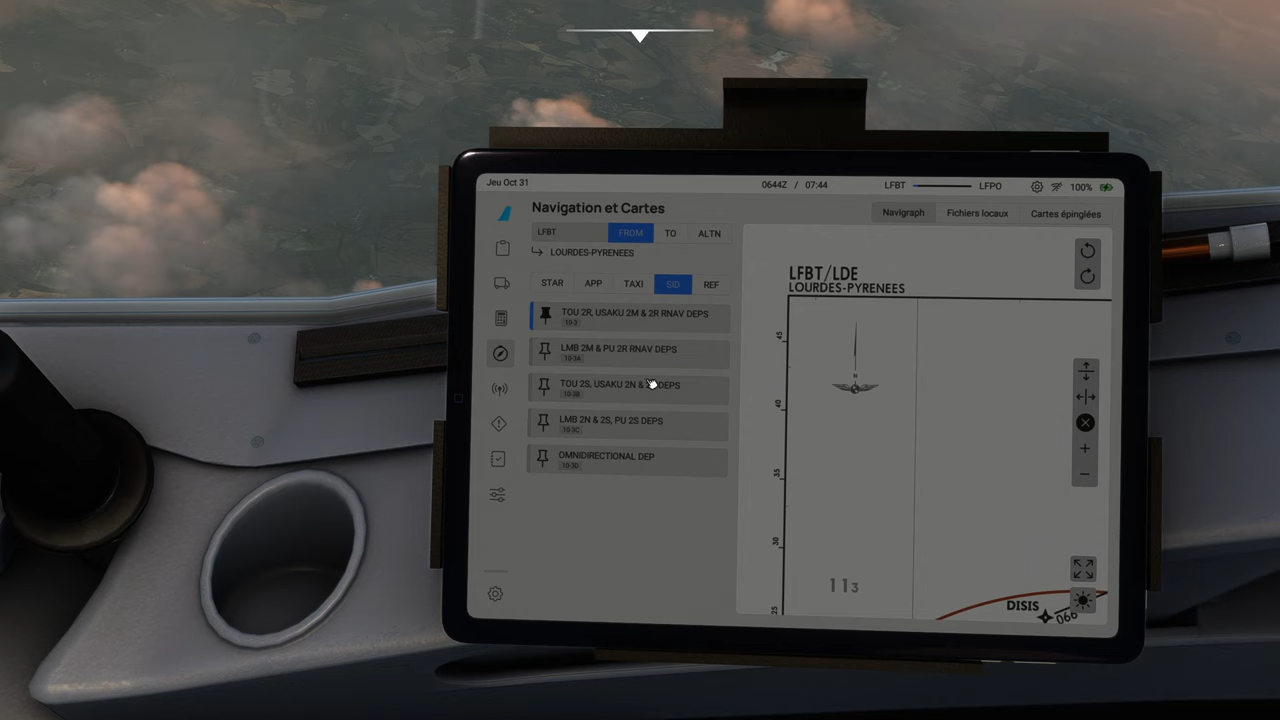 Jeu Oct 31
0644Z / 07:44
LFBT
LFPO
100%
Navigation et Cartes
Navigraph
Fichiers locaux
Cartes épinglées
LFBT
FROM
TO
ALTN
LOURDES-PYRENEES
STAR
APP
TAXI
SID
REF
TOU 2R, USAKU 2M & 2R RNAV DEPS
10-3
LMB 2M & PU 2R RNAV DEPS
10-3A
TOU 2S, USAKU 2N & DEPS
10-3B
LMB 2N & 2S, PU 2S DEPS
10-3C
OMNIDIRECTIONAL DEP
10-3D
LFBT/LDE
LOURDES-PYRENEES
45
N
40
35
30
25
113
DISIS
066